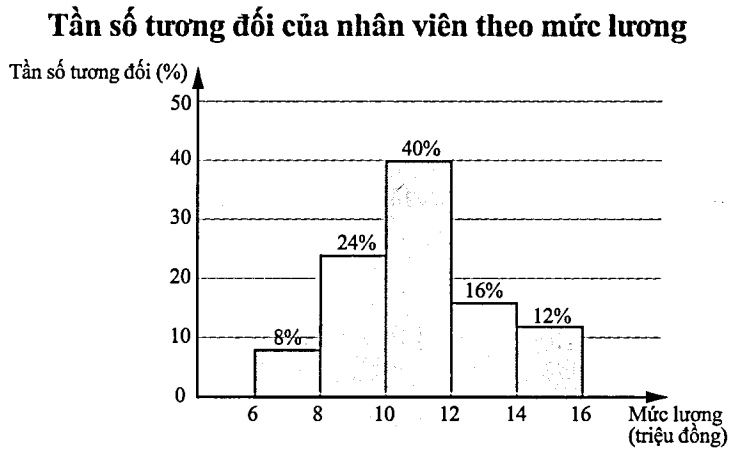 Tần số tương đối của nhân viên theo mức lương
Tần số tương đối (%)
50
40
30
20
10
0
8%
24%
40%
16%
12%
6 8 10 12 14 16
Mức lượng
(triệu đồng)